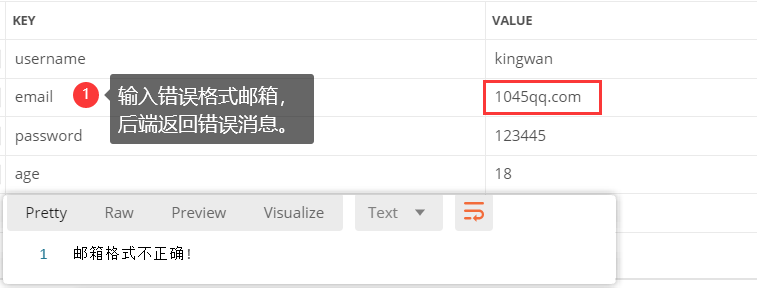 KEY VALUE
username kingwan
email 1 输入错误格式邮箱， 1045qq.com
后端返回错误消息。
password 123445
age 18
Pretty Raw Preview Visualize Text
1 邮箱格式不正确!